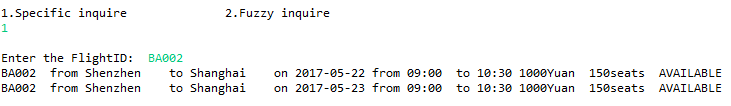 1.Specific inquire              2.Fuzzy inquire
1
Enter the FlightID:  BA002
BA002  from Shenzhen    to Shanghai    on 2017-05-22 from 09:00  to 10:30 1000Yuan  150seats  AVAILABLE
BA002  from Shenzhen    to Shanghai    on 2017-05-23 from 09:00  to 10:30 1000Yuan  150seats  AVAILABLE